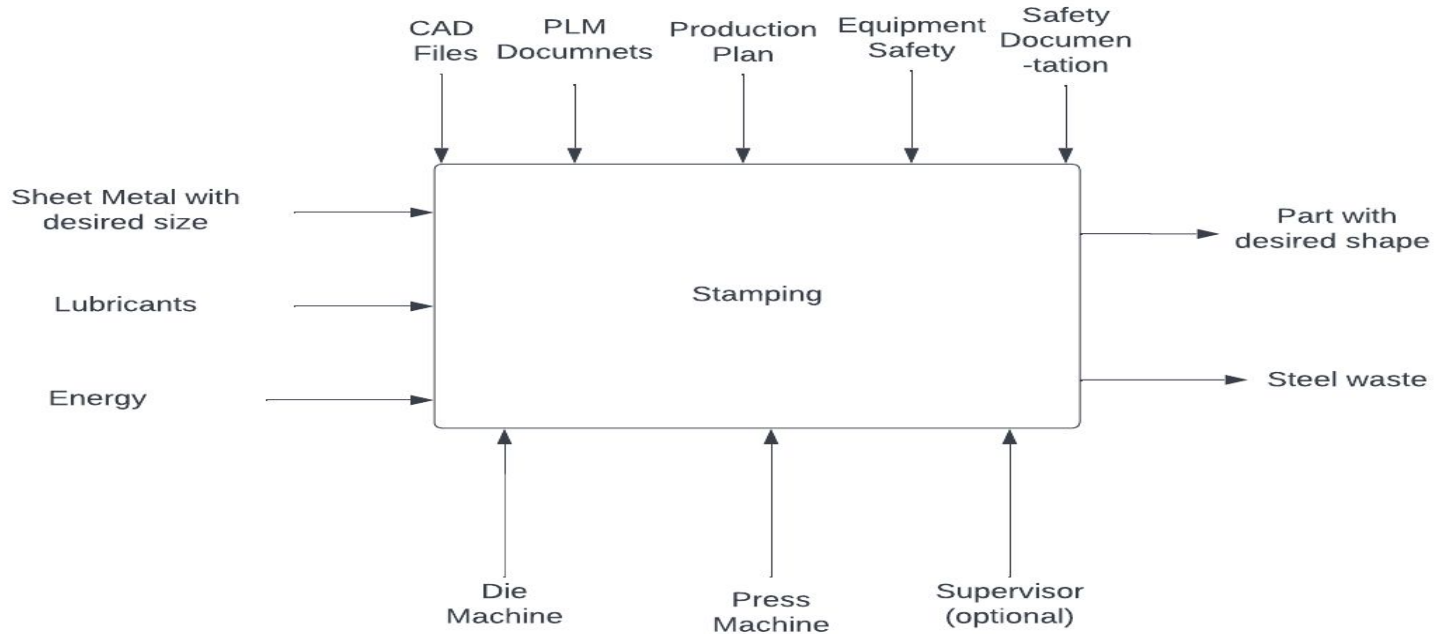 CAD
Files
PLM
Documnets
Production
Plan
Equipment
Safety
Safety
Documen
-tation
Sheet Metal with
desired size
Lubricants
Energy
Stamping
Part with
desired shape
Steel waste
Die
Machine
Press
Machine
Supervisor
(optional)